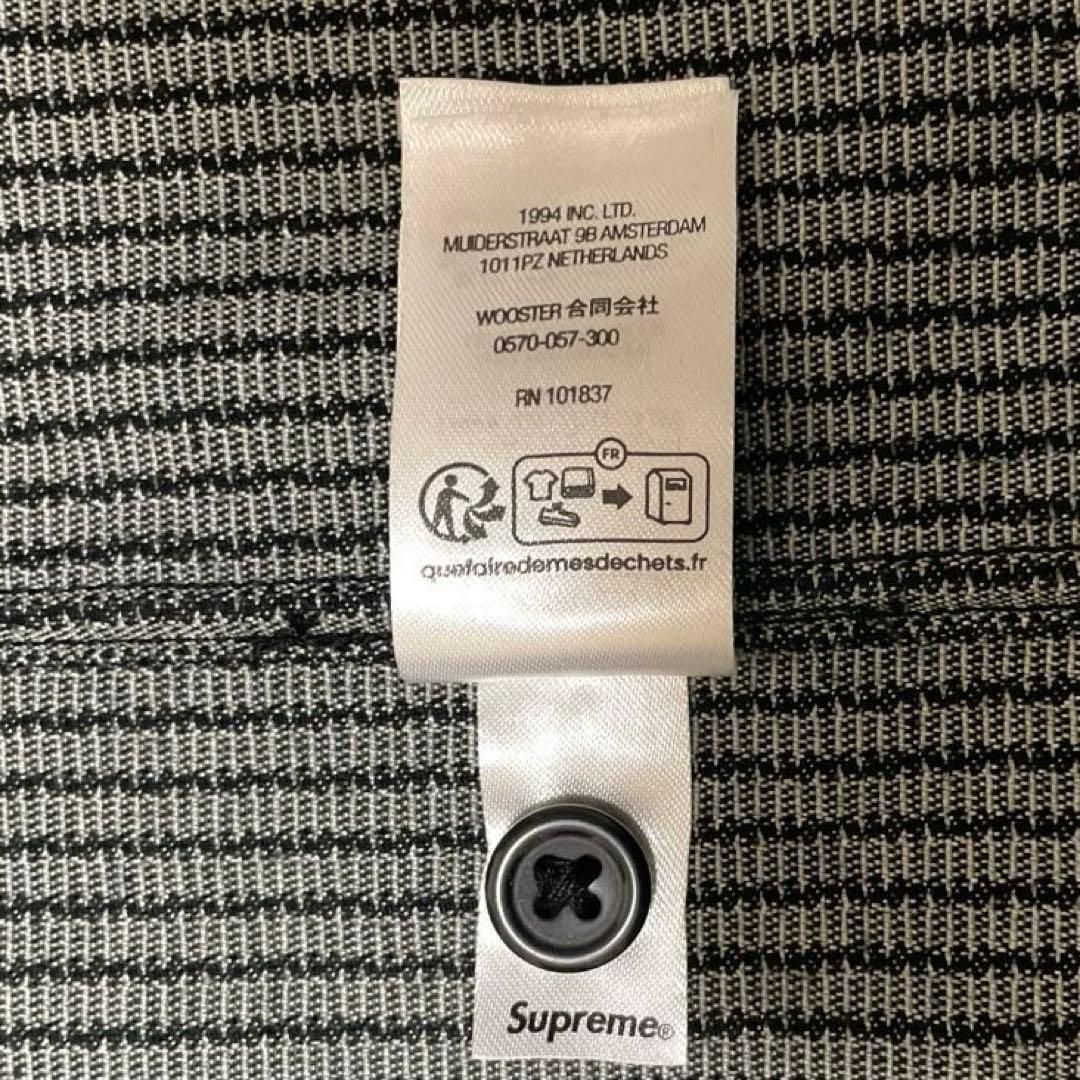 1994 INC. LTD.
MUIDERSTRAAT 9B AMSTERDAM
1011PZ NETHERLANDS
WOOSTER 合同会社
0570-057-300
RN 101837
FR
quefairedemesdechets.fr
Supreme®